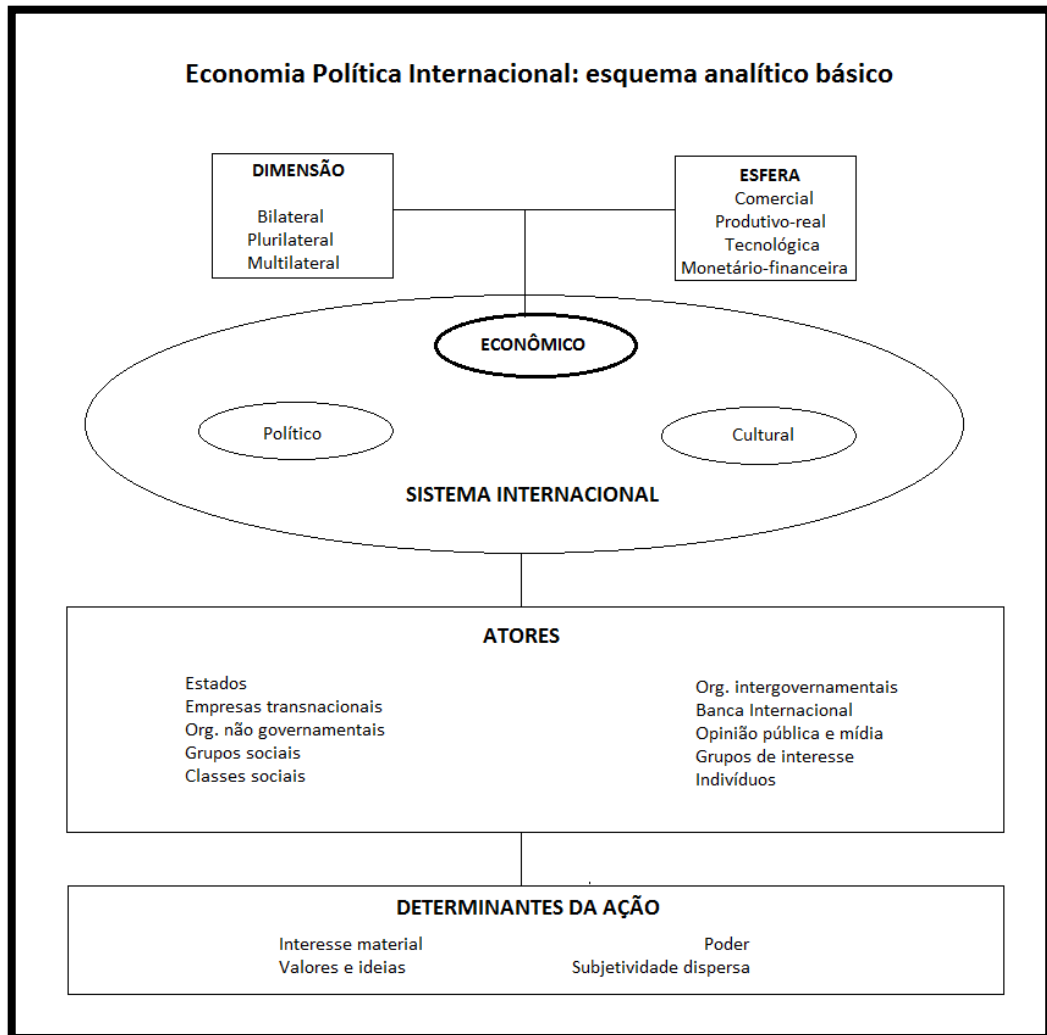 Economia Política Internacional: esquema analítico básico
DIMENSÃO
Bilateral
Plurilateral
Multilateral
ESFERA
Comercial
Produtivo-real
Tecnológica
Monetário-financeira
ECONÔMICO
Político
Cultural
SISTEMA INTERNACIONAL
ATORES
Estados
Empresas transnacionais
Org. não governamentais
Grupos sociais
Classes sociais
Org. intergovernamentais
Banca Internacional
Opinião pública e mídia
Grupos de interesse
Indivíduos
DETERMINANTES DA AÇÃO
Interesse material
Valores e ideias
Poder
Subjetividade dispersa